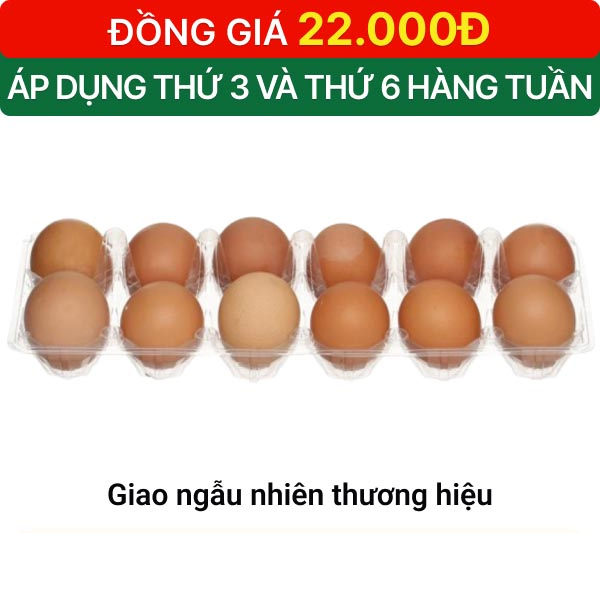 ĐỒNG GIÁ 22.000Đ
ÁP DỤNG THỨ 3 VÀ THỨ 6 HÀNG TUẦN
Giao ngẫu nhiên thương hiệu